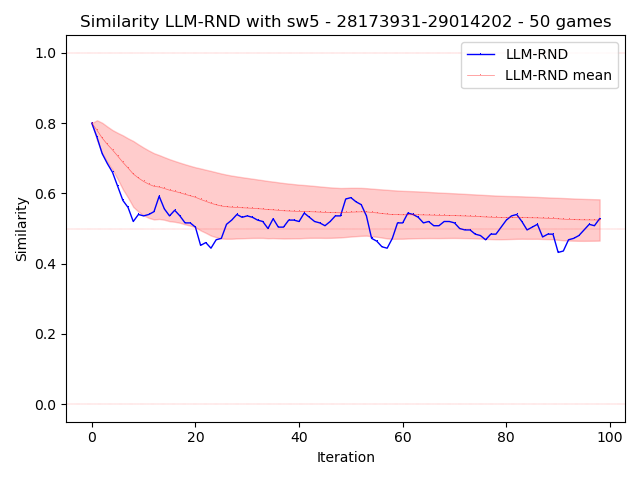 Similarity LLM-RND with sw5 - 28173931-29014202 - 50 games
LLM-RND
LLM-RND mean
1.0
0.8
0.6
0.4
0.2
0.0
Similarity
0 20 40 60 80 100
Iteration